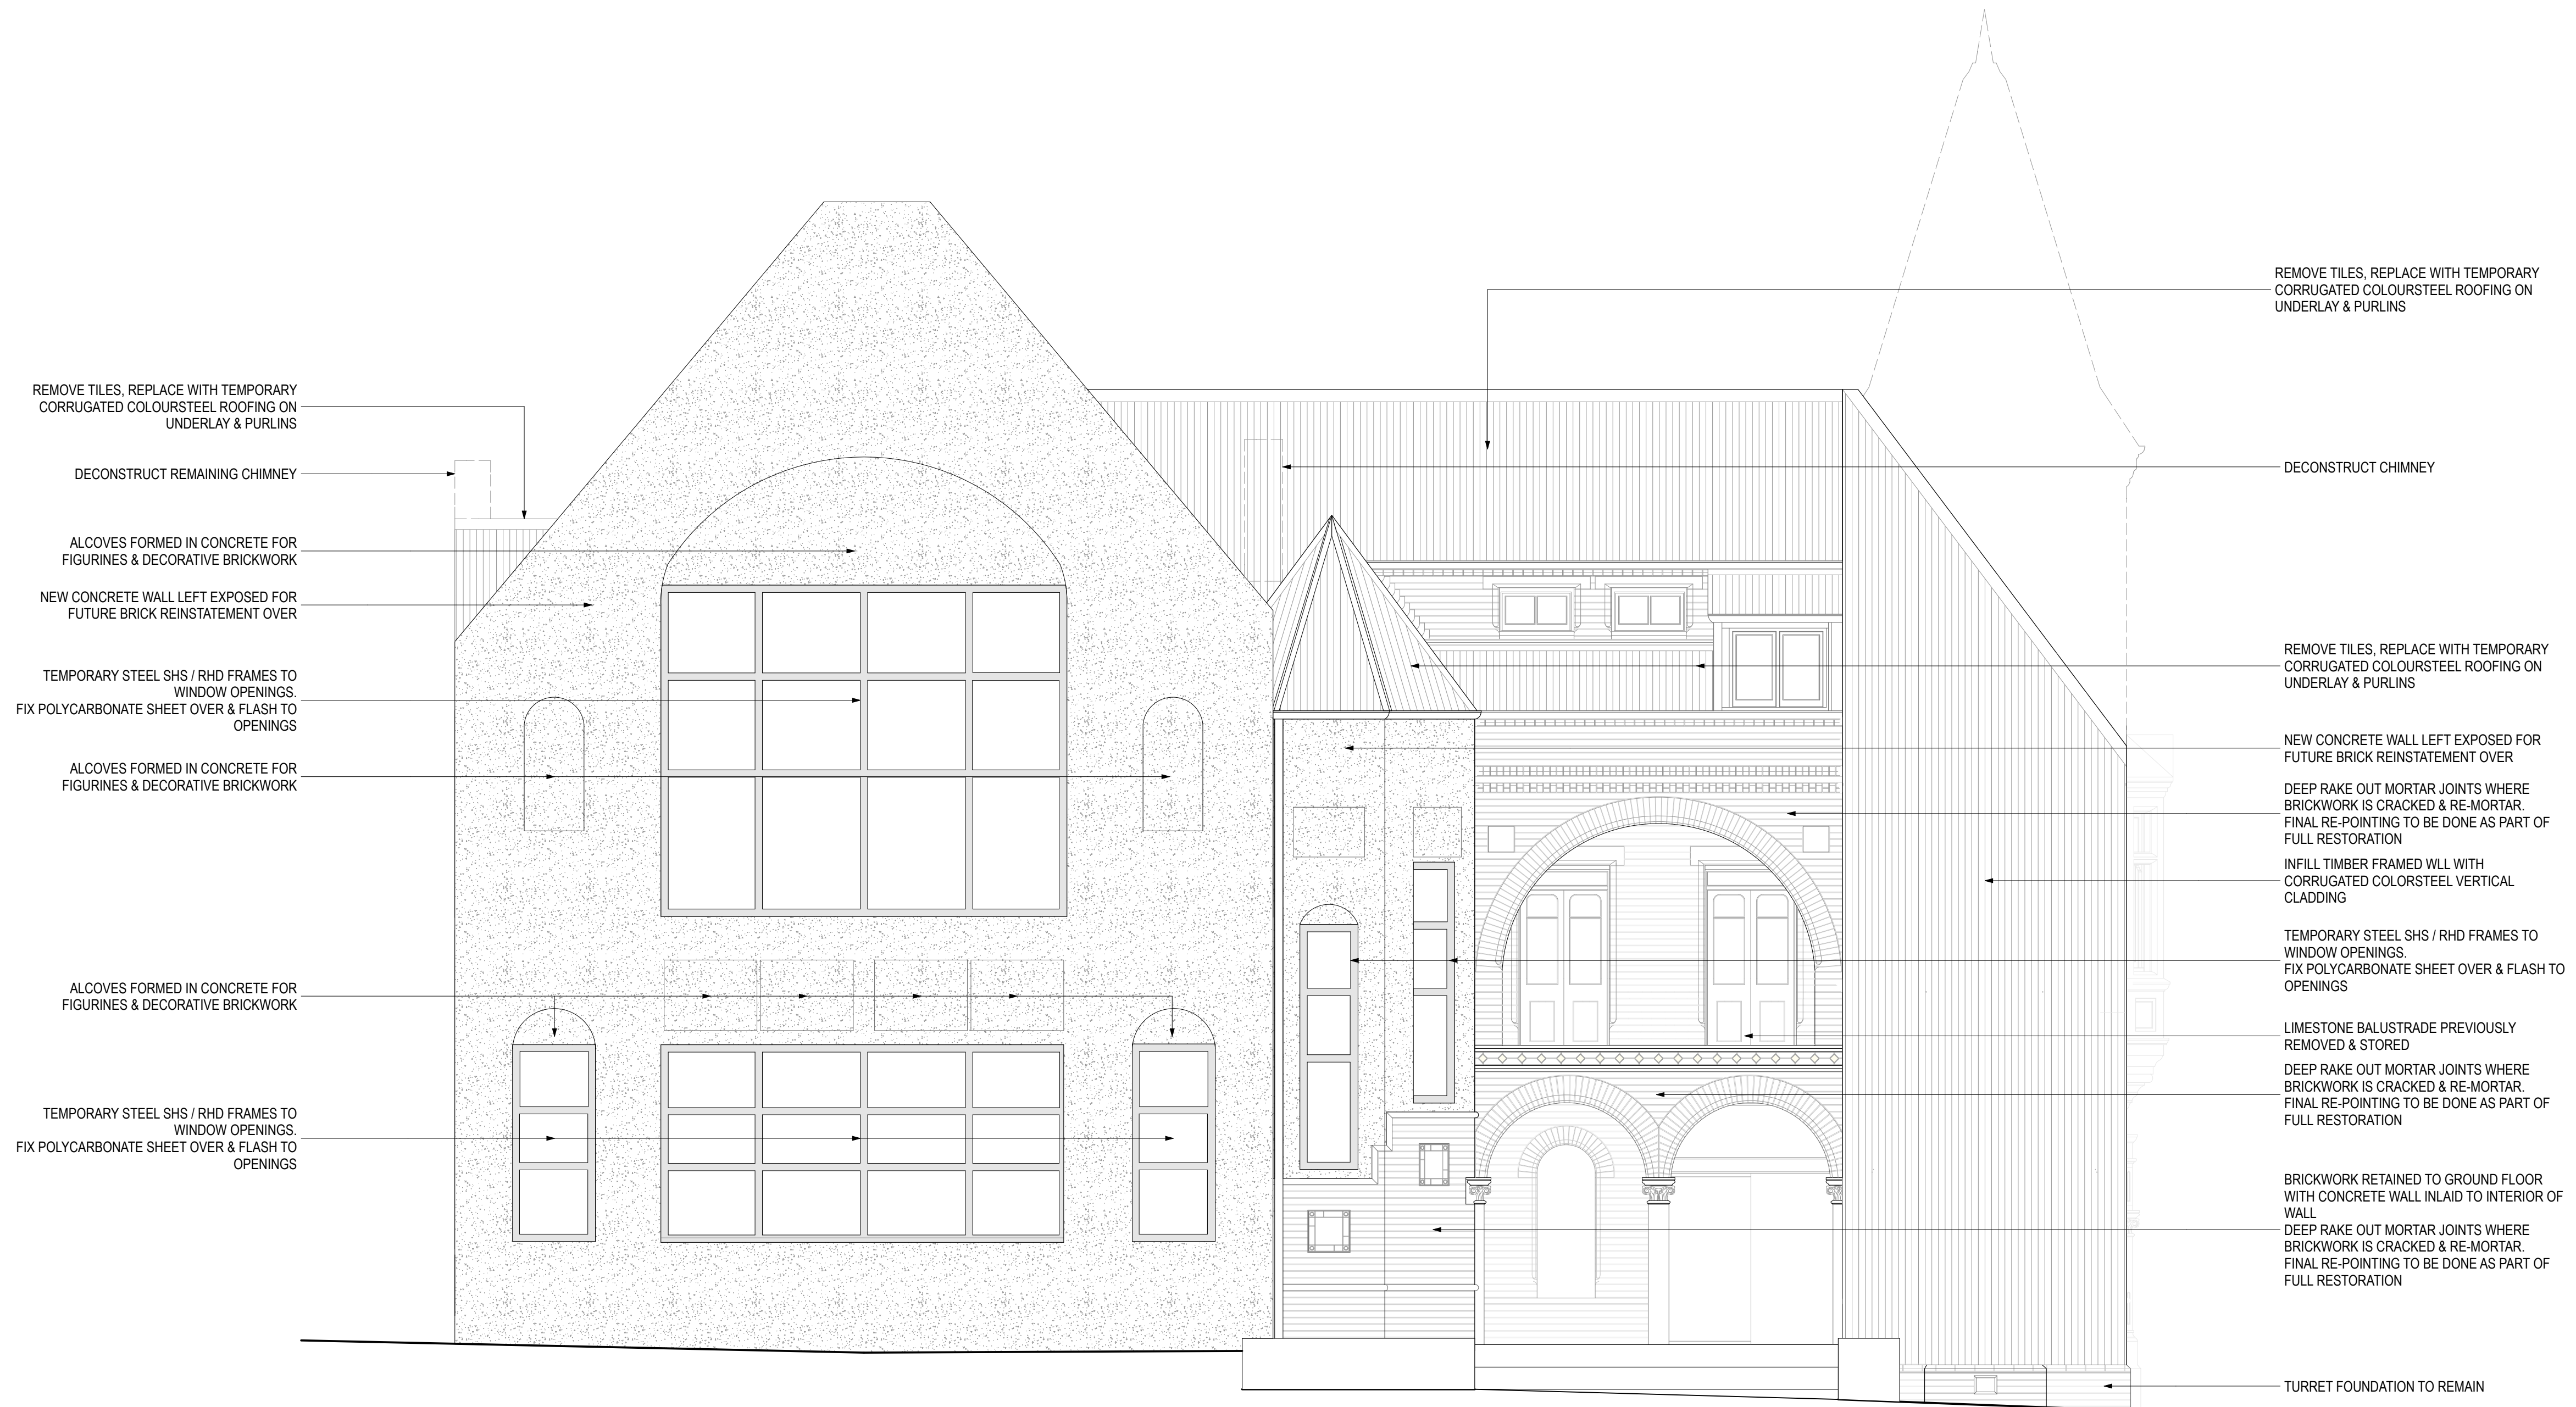 REMOVE TILES, REPLACE WITH TEMPORARY
CORRUGATED COLOURSTEEL ROOFING ON
UNDERLAY & PURLINS
DECONSTRUCT REMAINING CHIMNEY
ALCOVES FORMED IN CONCRETE FOR
FIGURINES & DECORATIVE BRICKWORK
NEW CONCRETE WALL LEFT EXPOSED FOR
FUTURE BRICK REINSTATEMENT OVER
TEMPORARY STEEL SHS / RHD FRAMES TO
WINDOW OPENINGS.
FIX POLYCARBONATE SHEET OVER & FLASH TO
OPENINGS
ALCOVES FORMED IN CONCRETE FOR
FIGURINES & DECORATIVE BRICKWORK
ALCOVES FORMED IN CONCRETE FOR
FIGURINES & DECORATIVE BRICKWORK
TEMPORARY STEEL SHS / RHD FRAMES TO
WINDOW OPENINGS.
FIX POLYCARBONATE SHEET OVER & FLASH TO
OPENINGS
REMOVE TILES, REPLACE WITH TEMPORARY
CORRUGATED COLOURSTEEL ROOFING ON
UNDERLAY & PURLINS
DECONSTRUCT CHIMNEY
REMOVE TILES, REPLACE WITH TEMPORARY
CORRUGATED COLOURSTEEL ROOFING ON
UNDERLAY & PURLINS
NEW CONCRETE WALL LEFT EXPOSED FOR
FUTURE BRICK REINSTATEMENT OVER
DEEP RAKE OUT MORTAR JOINTS WHERE
BRICKWORK IS CRACKED & RE-MORTAR.
FINAL RE-POINTING TO BE DONE AS PART OF
FULL RESTORATION
INFILL TIMBER FRAMED WLL WITH
CORRUGATED COLORSTEEL VERTICAL
CLADDING
TEMPORARY STEEL SHS / RHD FRAMES TO
WINDOW OPENINGS.
FIX POLYCARBONATE SHEET OVER & FLASH TO
OPENINGS
LIMESTONE BALUSTRADE PREVIOUSLY
REMOVED & STORED
DEEP RAKE OUT MORTAR JOINTS WHERE
BRICKWORK IS CRACKED & RE-MORTAR.
FINAL RE-POINTING TO BE DONE AS PART OF
FULL RESTORATION
BRICKWORK RETAINED TO GROUND FLOOR
WITH CONCRETE WALL INLAID TO INTERIOR OF
WALL
DEEP RAKE OUT MORTAR JOINTS WHERE
BRICKWORK IS CRACKED & RE-MORTAR.
FINAL RE-POINTING TO BE DONE AS PART OF
FULL RESTORATION
TURRET FOUNDATION TO REMAIN